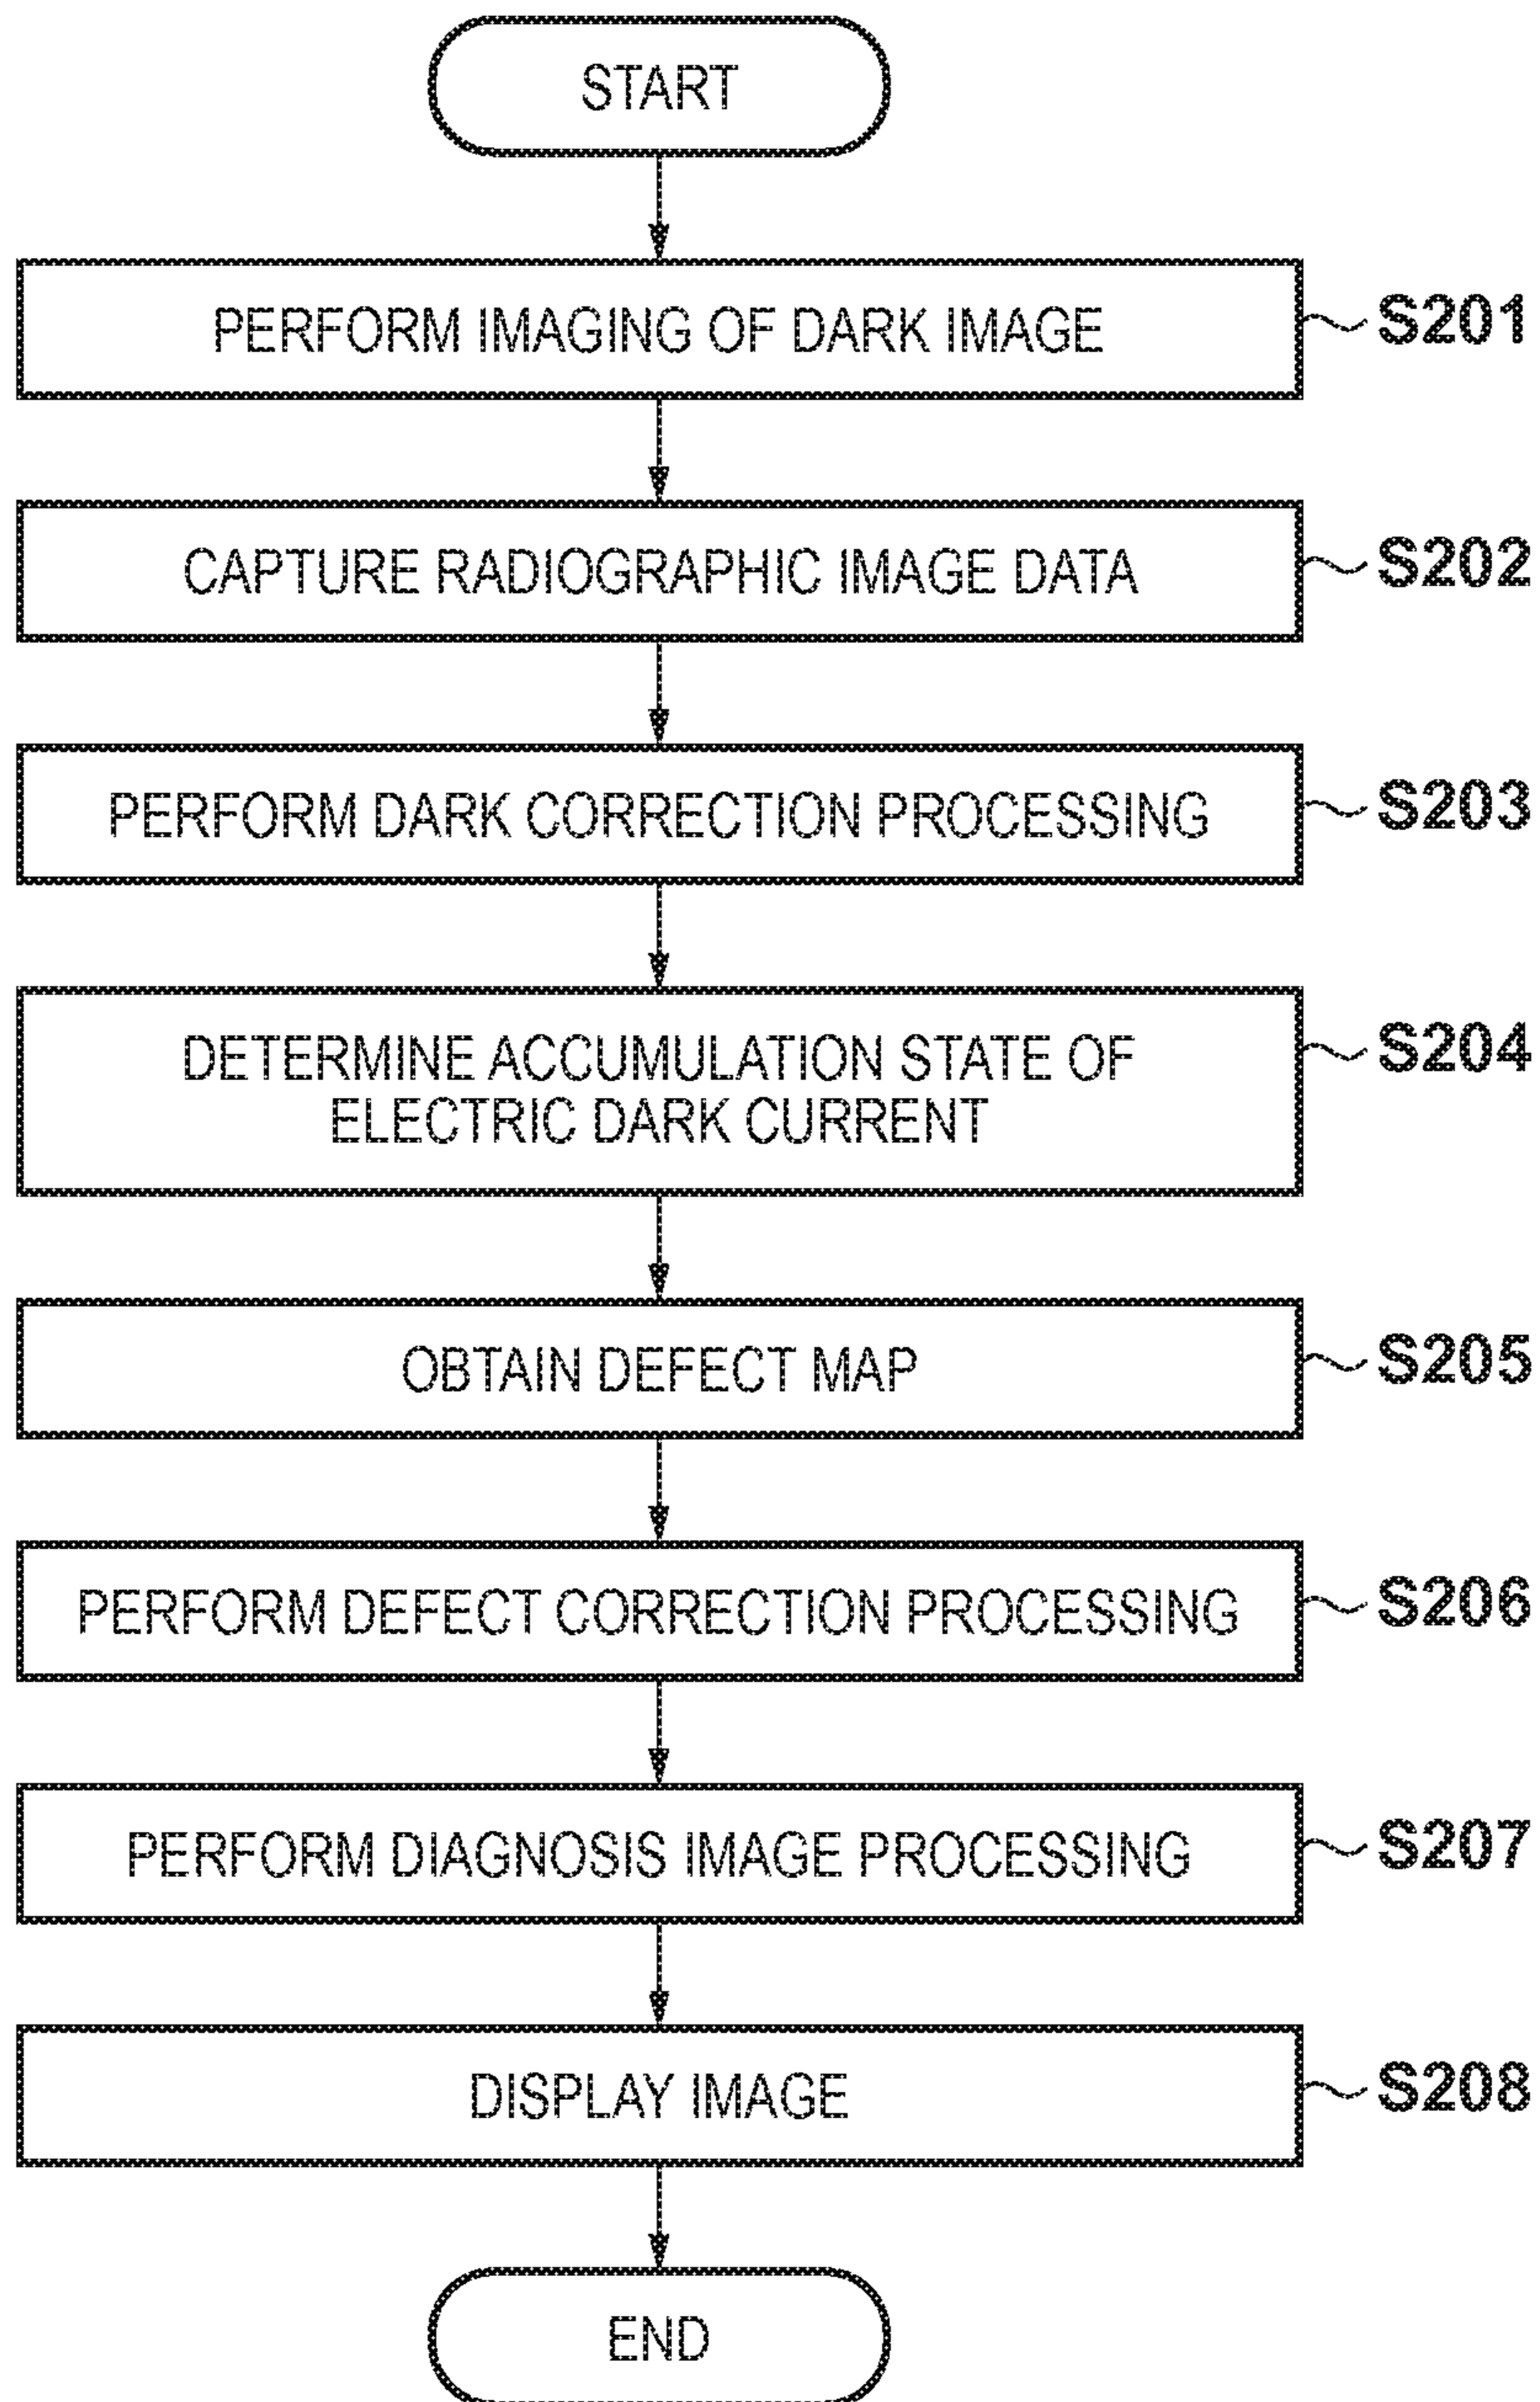 START
PERFORM IMAGING OF DARK IMAGE
S201
CAPTURE RADIOGRAPHIC IMAGE DATA
S202
PERFORM DARK CORRECTION PROCESSING
S203
DETERMINE ACCUMULATION STATE OF
ELECTRIC DARK CURRENT
S204
OBTAIN DEFECT MAP
S205
PERFORM DEFECT CORRECTION PROCESSING
S206
PERFORM DIAGNOSIS IMAGE PROCESSING
S207
DISPLAY IMAGE
S208
END